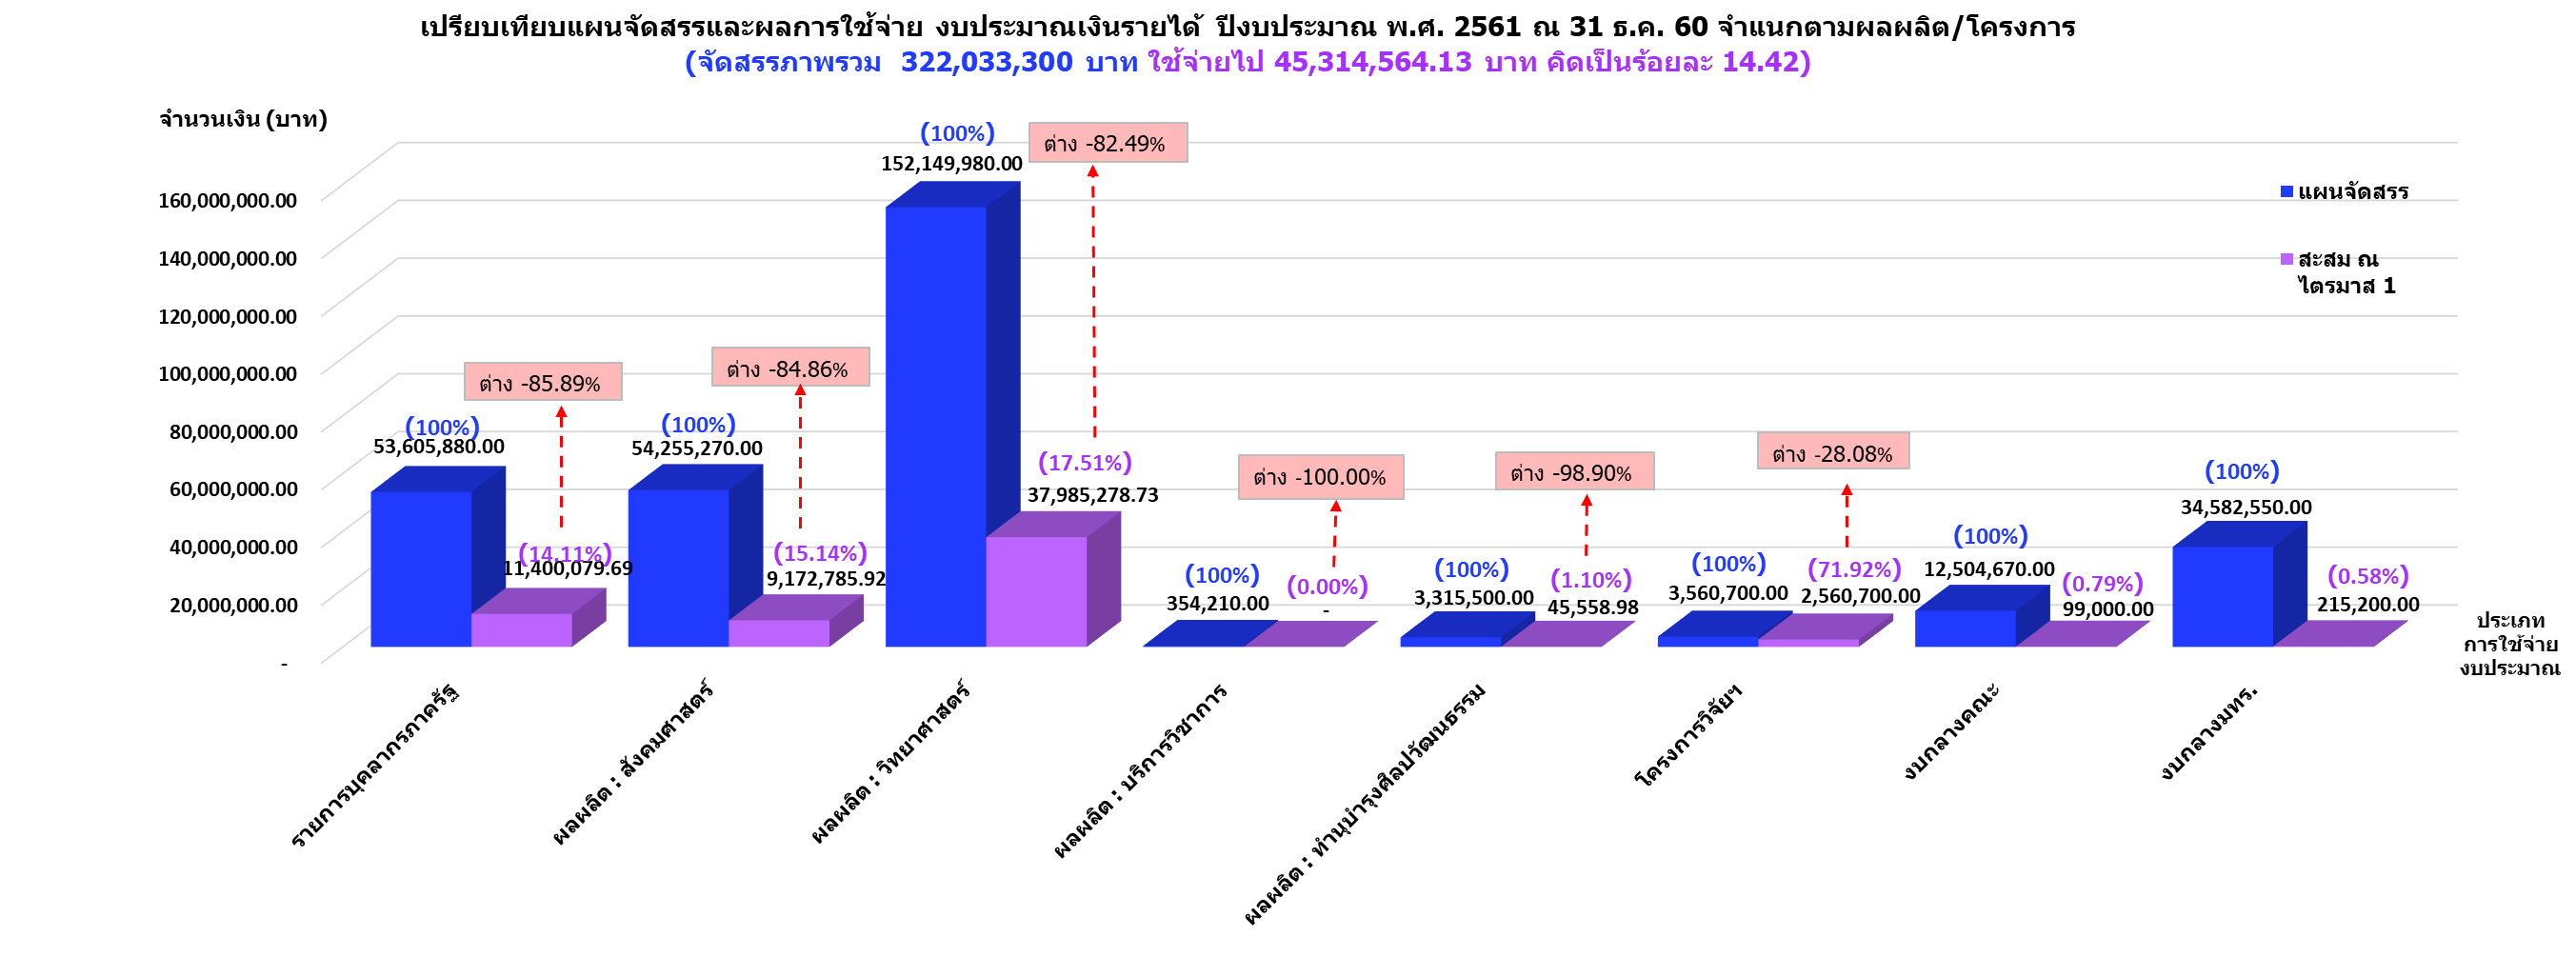 เปรียบเทียบแผนจัดสรรและผลการใช้จ่าย งบประมาณเงินรายได้ ปีงบประมาณ พ.ศ. 2561 ณ 31 ธ.ค. 60 จำแนกตามผลผลิต/โครงการ
(จัดสรรภาพรวม 322,033,300 บาท ใช้จ่ายไป 45,314,564.13 บาท คิดเป็นร้อยละ 14.42)
จำนวนเงิน (บาท)
160,000,000.00
140,000,000.00
120,000,000.00
100,000,000.00
80,000,000.00
60,000,000.00
40,000,000.00
20,000,000.00
-
(100%)
53,605,880.00
ต่าง -85.89%
(14.11%)
11,400,079.69
(100%)
54,255,270.00
ต่าง -84.86%
(15.14%)
9,172,785.92
(100%)
152,149,980.00
ต่าง -82.49%
(17.51%)
37,985,278.73
(100%)
354,210.00
ต่าง -100.00%
(0.00%)
-
(100%)
3,315,500.00
ต่าง -98.90%
(1.10%)
45,558.98
(100%)
3,560,700.00
ต่าง -28.08%
(71.92%)
2,560,700.00
(100%)
12,504,670.00
(0.79%)
99,000.00
(100%)
34,582,550.00
(0.58%)
215,200.00
แผนจัดสรร
สะสม ณ
ไตรมาส 1
ประเภท
การใช้จ่าย
งบประมาณ
รายการบุคลากรภาครัฐ
ผลผลิต : สังคมศาสตร์
ผลผลิต : วิทยาศาสตร์
ผลผลิต : บริการวิชาการ
ผลผลิต : ทำนุบำรุงศิลปวัฒนธรรม
โครงการวิจัยฯ
งบกลางคณะ
งบกลางมทร.